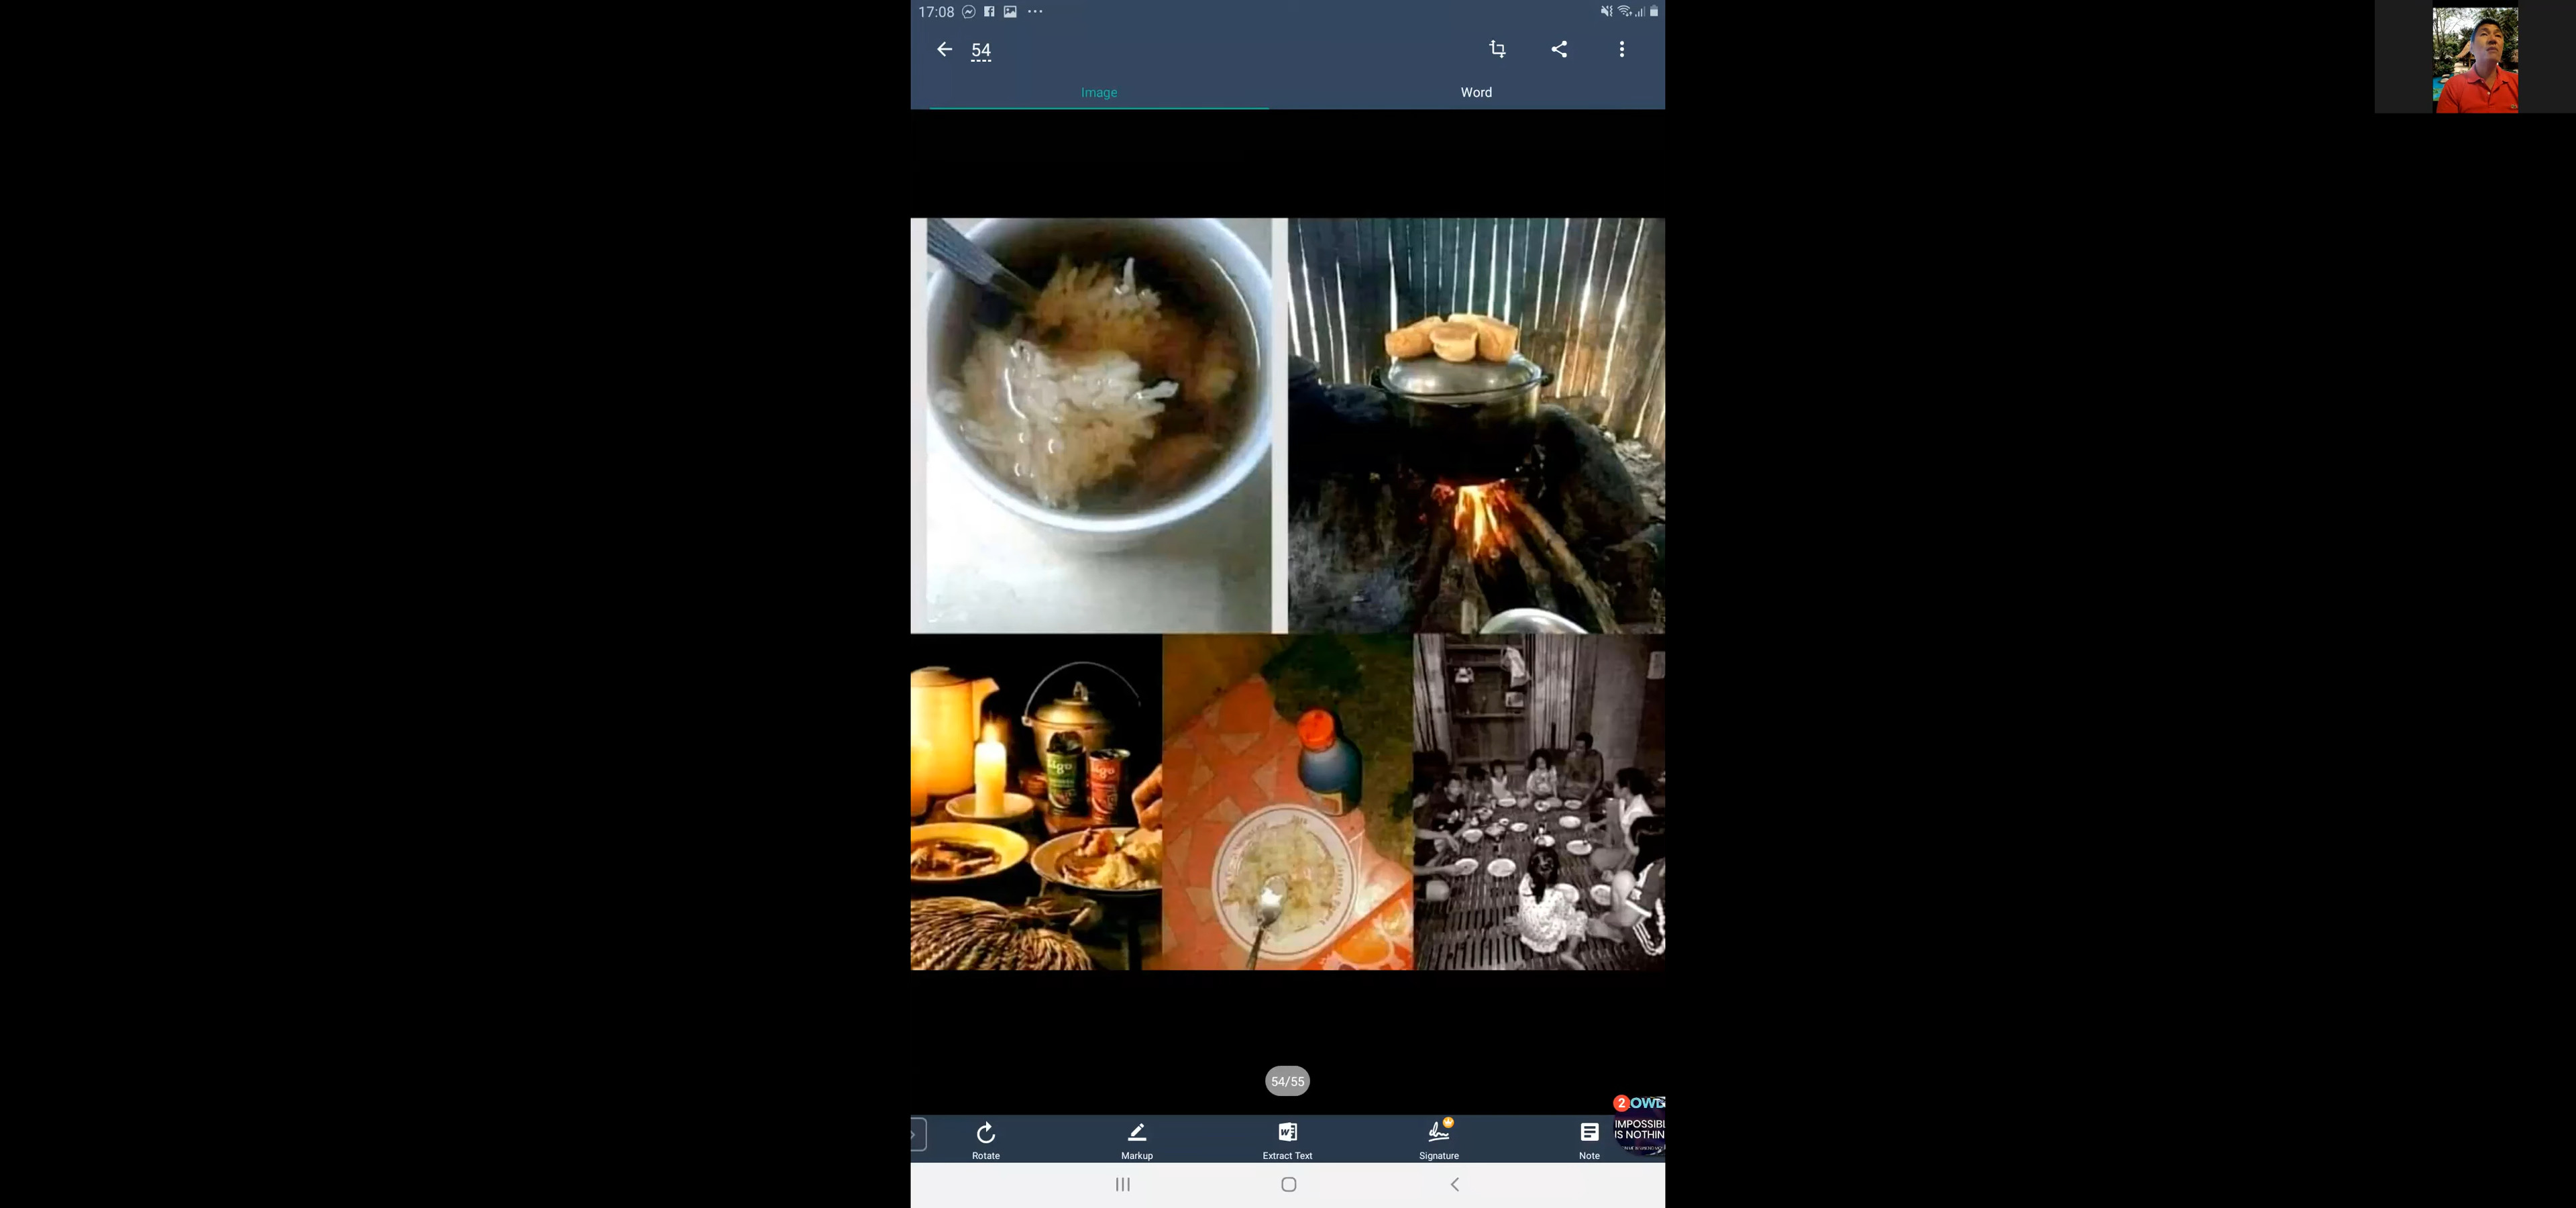 17:08
54
Image
Word
Ligo
Ligo
54/55
2
IMPOSSIBL
IS NOTHIN
Rotate
Markup
Extract Text
Signature
Note